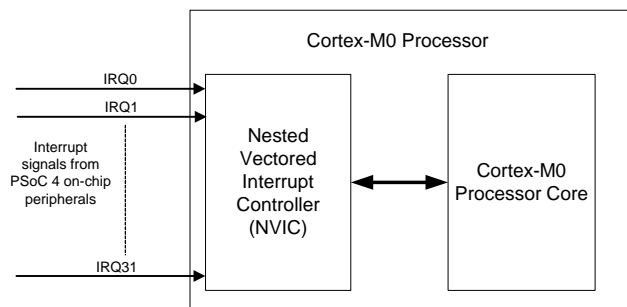 Cortex-M0 Processor
IRQ0
IRQ1
Interrupt
signals from
PSoC 4 on-chip
peripherals
IRQ31
Nested
Vectored
Interrupt
Controller
(NVIC)
Cortex-M0
Processor Core